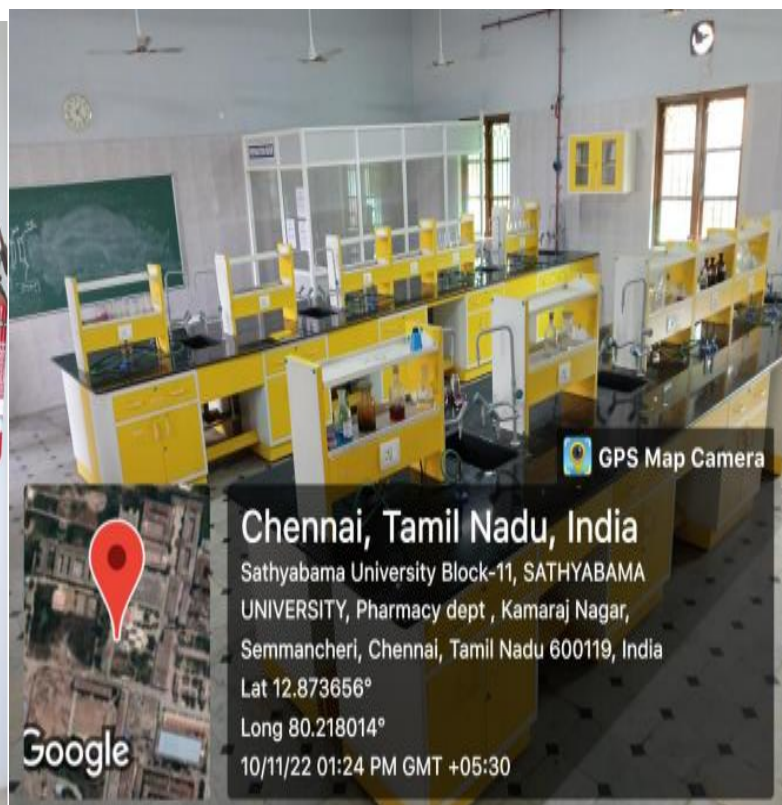 GPS Map Camera
Chennai, Tamil Nadu, India
Sathyabama University Block-11, SATHYABAMA
UNIVERSITY, Pharmacy dept , Kamaraj Nagar,
Semmancheri, Chennai, Tamil Nadu 600119, India
Lat 12.873656°
Long 80.218014°
10/11/22 01:24 PM GMT +05:30
Google